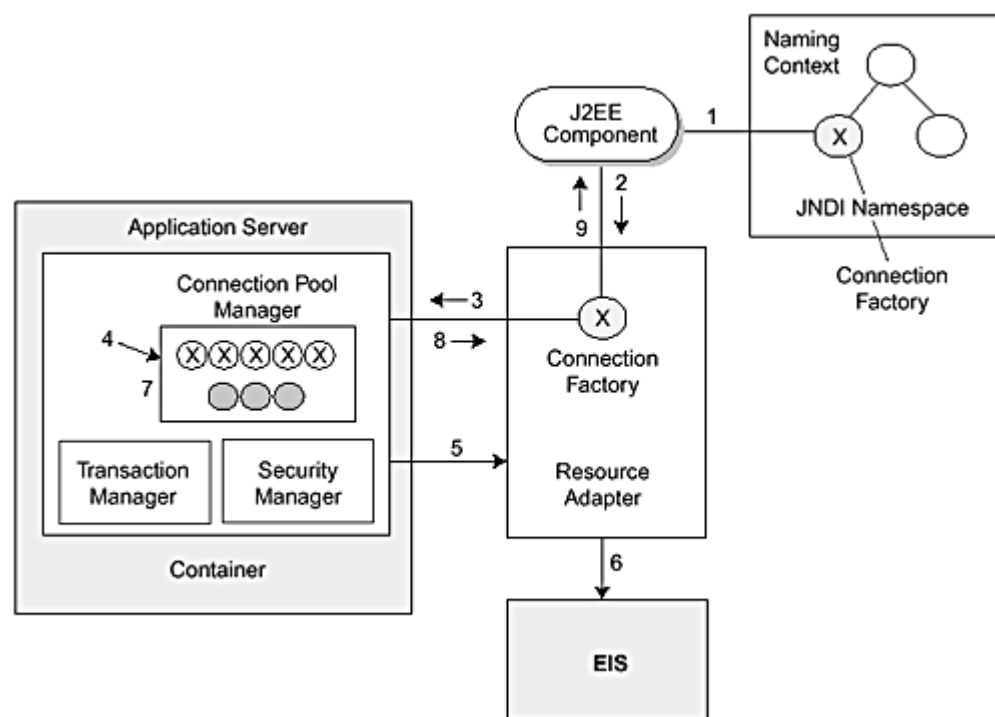 Naming
Context
X
JNDI Namespace
Connection
Factory
J2EE
Component
1
2
9
Application Server
Connection Pool
Manager
4
X X X X X
7
Transaction
Manager
Security
Manager
Container
3
8
5
X
Connection
Factory
Resource
Adapter
6
EIS